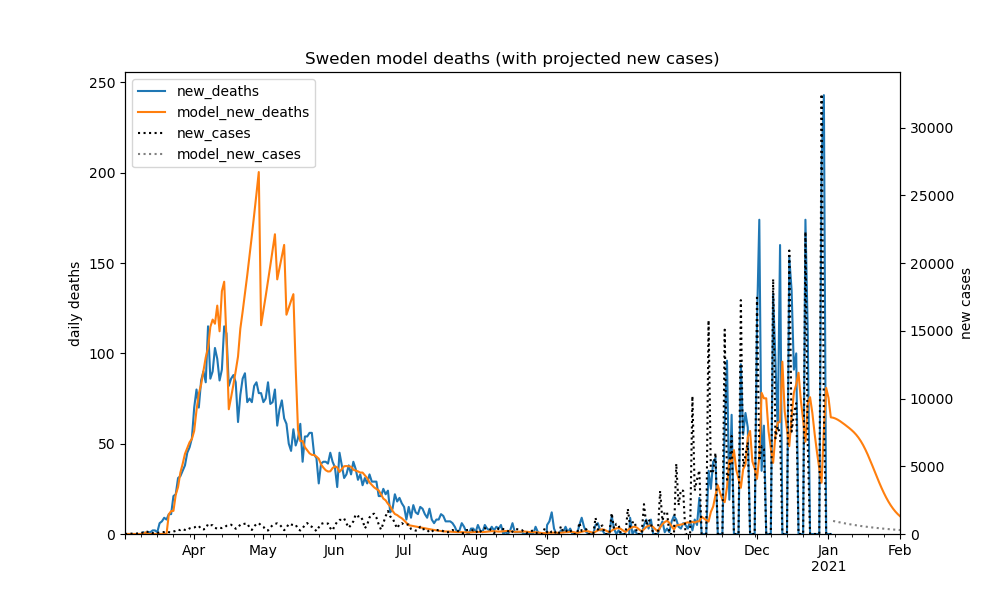 Sweden model deaths (with projected new cases)
new_deaths
model_new_deaths
new_cases
model_new_cases
250
200
150
100
50
0
daily deaths
30000
25000
20000
15000
10000
5000
0
new cases
Apr May Jun Jul Aug Sep Oct Nov Dec Jan Feb
2021